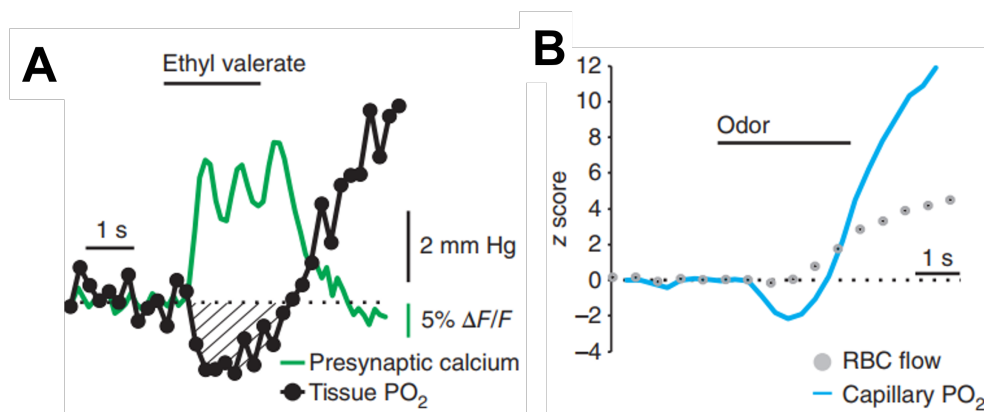 A
Ethyl valerate
1 s
2 mm Hg
5% ΔF/F
Presynaptic calcium
Tissue PO₂
B
12
10
8
6
4
2
0
−2
−4
z score
Odor
1 s
RBC flow
Capillary PO₂